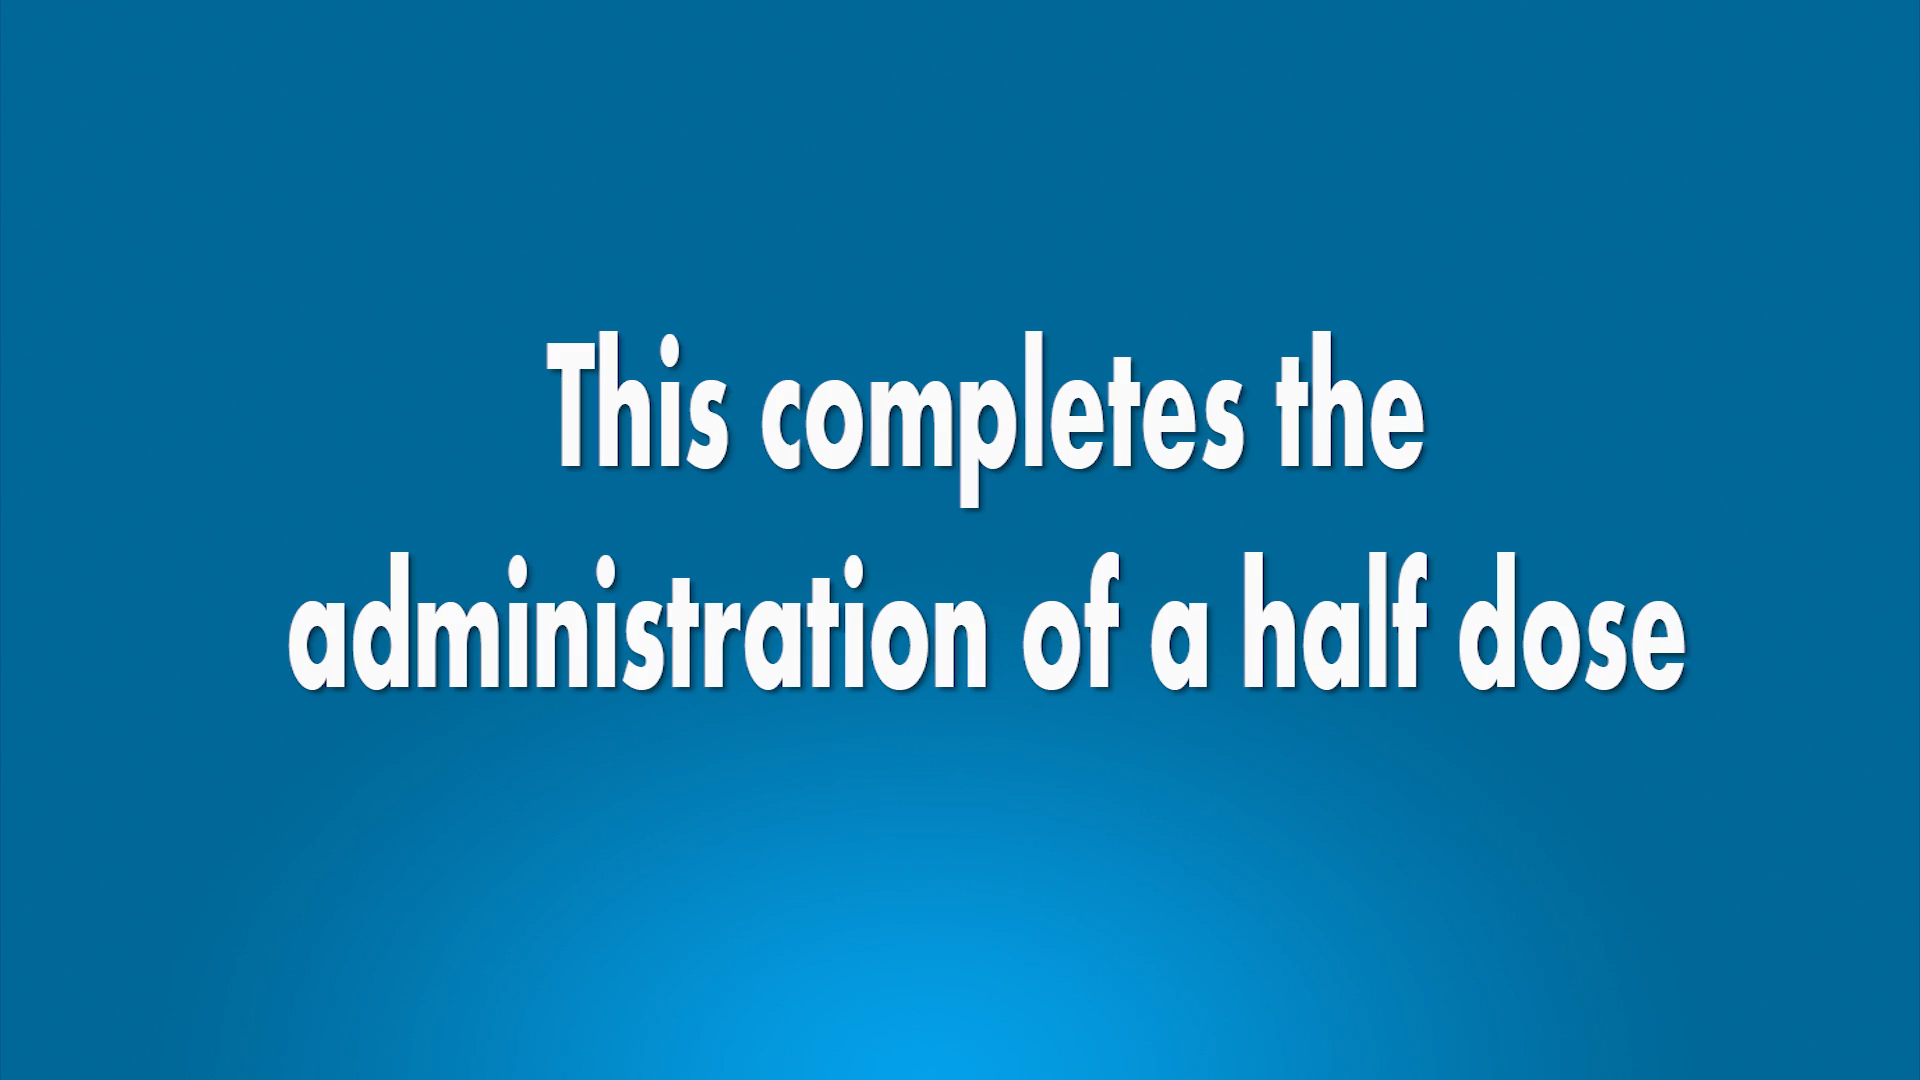 This completes the
administration of a half dose